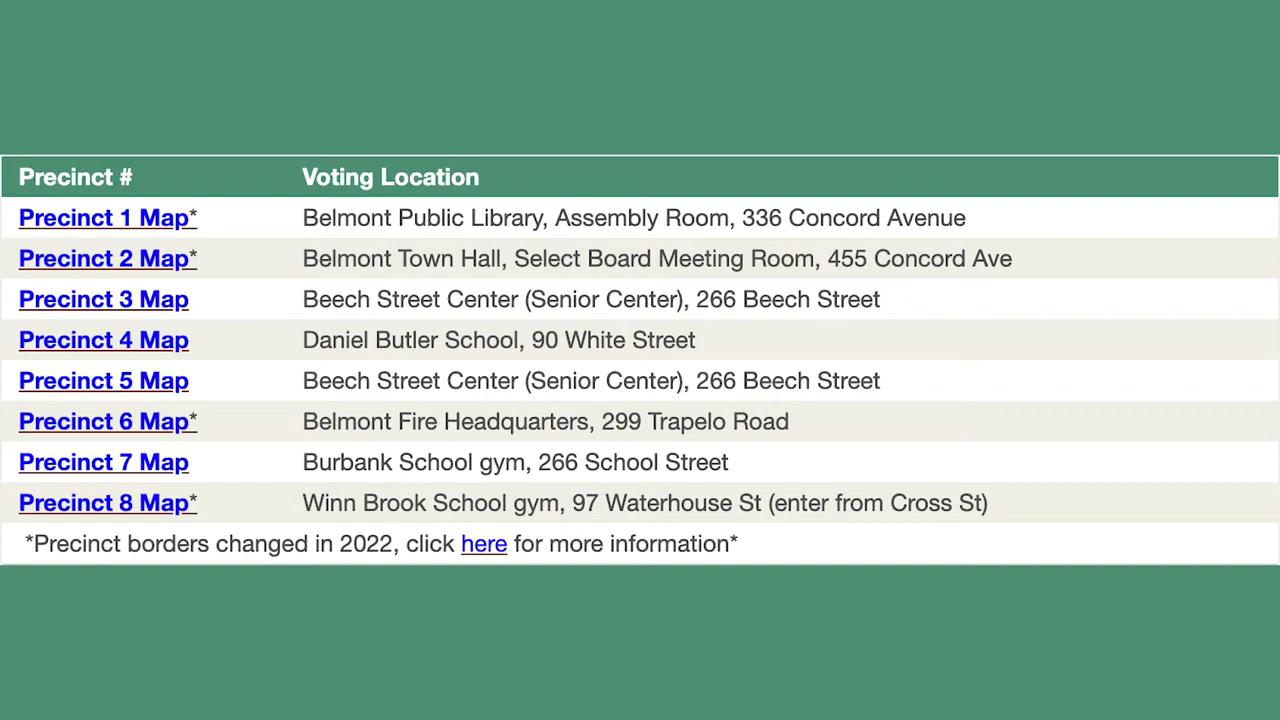 Precinct # Voting Location
Precinct 1 Map* Belmont Public Library, Assembly Room, 336 Concord Avenue
Precinct 2 Map* Belmont Town Hall, Select Board Meeting Room, 455 Concord Ave
Precinct 3 Map Beech Street Center (Senior Center), 266 Beech Street
Precinct 4 Map Daniel Butler School, 90 White Street
Precinct 5 Map Beech Street Center (Senior Center), 266 Beech Street
Precinct 6 Map* Belmont Fire Headquarters, 299 Trapelo Road
Precinct 7 Map Burbank School gym, 266 School Street
Precinct 8 Map* Winn Brook School gym, 97 Waterhouse St (enter from Cross St)
*Precinct borders changed in 2022, click here for more information*